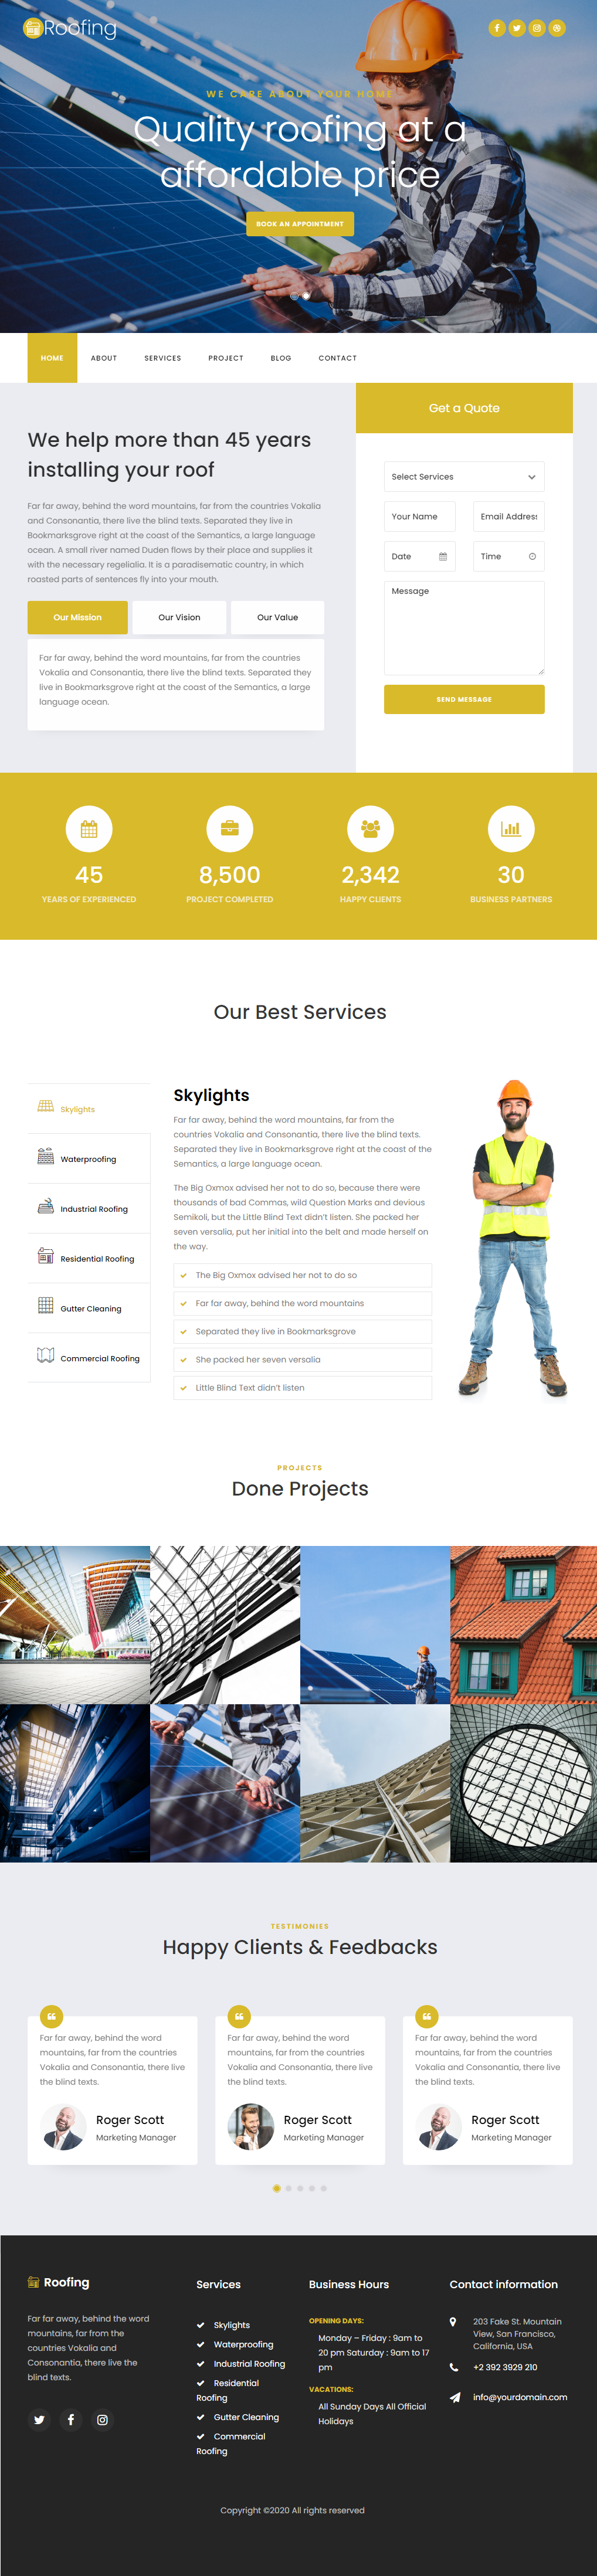 Roofing
WE CARE ABOUT YOUR HOME
Quality roofing at a
affordable price
BOOK AN APPOINTMENT
HOME
ABOUT
SERVICES
PROJECT
BLOG
CONTACT
We help more than 45 years
installing your roof
Far far away, behind the word mountains, far from the countries Vokalia
and Consonantia, there live the blind texts. Separated they live in
Bookmarksgrove right at the coast of the Semantics, a large language
ocean. A small river named Duden flows by their place and supplies it
with the necessary regelialia. It is a paradisematic country, in which
roasted parts of sentences fly into your mouth.
Our Mission
Our Vision
Our Value
Far far away, behind the word mountains, far from the countries
Vokalia and Consonantia, there live the blind texts. Separated they
live in Bookmarksgrove right at the coast of the Semantics, a large
language ocean.
Get a Quote
Select Services
Your Name
Email Address
Date
Time
Message
SEND MESSAGE
45
YEARS OF EXPERIENCED
8,500
PROJECT COMPLETED
2,342
HAPPY CLIENTS
30
BUSINESS PARTNERS
Our Best Services
Skylights
Waterproofing
Industrial Roofing
Residential Roofing
Gutter Cleaning
Commercial Roofing
Skylights
Far far away, behind the word mountains, far from the
countries Vokalia and Consonantia, there live the blind texts.
Separated they live in Bookmarksgrove right at the coast of the
Semantics, a large language ocean.
The Big Oxmox advised her not to do so, because there were
thousands of bad Commas, wild Question Marks and devious
Semikoli, but the Little Blind Text didn't listen. She packed her
seven versalia, put her initial into the belt and made herself on
the way.
The Big Oxmox advised her not to do so
Far far away, behind the word mountains
Separated they live in Bookmarksgrove
She packed her seven versalia
Little Blind Text didn't listen
PROJECTS
Done Projects
TESTIMONIES
Happy Clients & Feedbacks
Far far away, behind the word
mountains, far from the countries
Vokalia and Consonantia, there live
the blind texts.
Roger Scott
Marketing Manager
Far far away, behind the word
mountains, far from the countries
Vokalia and Consonantia, there live
the blind texts.
Roger Scott
Marketing Manager
Far far away, behind the word
mountains, far from the countries
Vokalia and Consonantia, there live
the blind texts.
Roger Scott
Marketing Manager
Roofing
Far far away, behind the word
mountains, far from the
countries Vokalia and
Consonantia, there live the
blind texts.
Services
Skylights
Waterproofing
Industrial Roofing
Residential
Roofing
Gutter Cleaning
Commercial
Roofing
Business Hours
OPENING DAYS:
Monday – Friday : 9am to
20 pm Saturday : 9am to 17
pm
VACATIONS:
All Sunday Days All Official
Holidays
Contact information
203 Fake St. Mountain
View, San Francisco,
California, USA
+2 392 3929 210
info@yourdomain.com
Copyright ©2020 All rights reserved